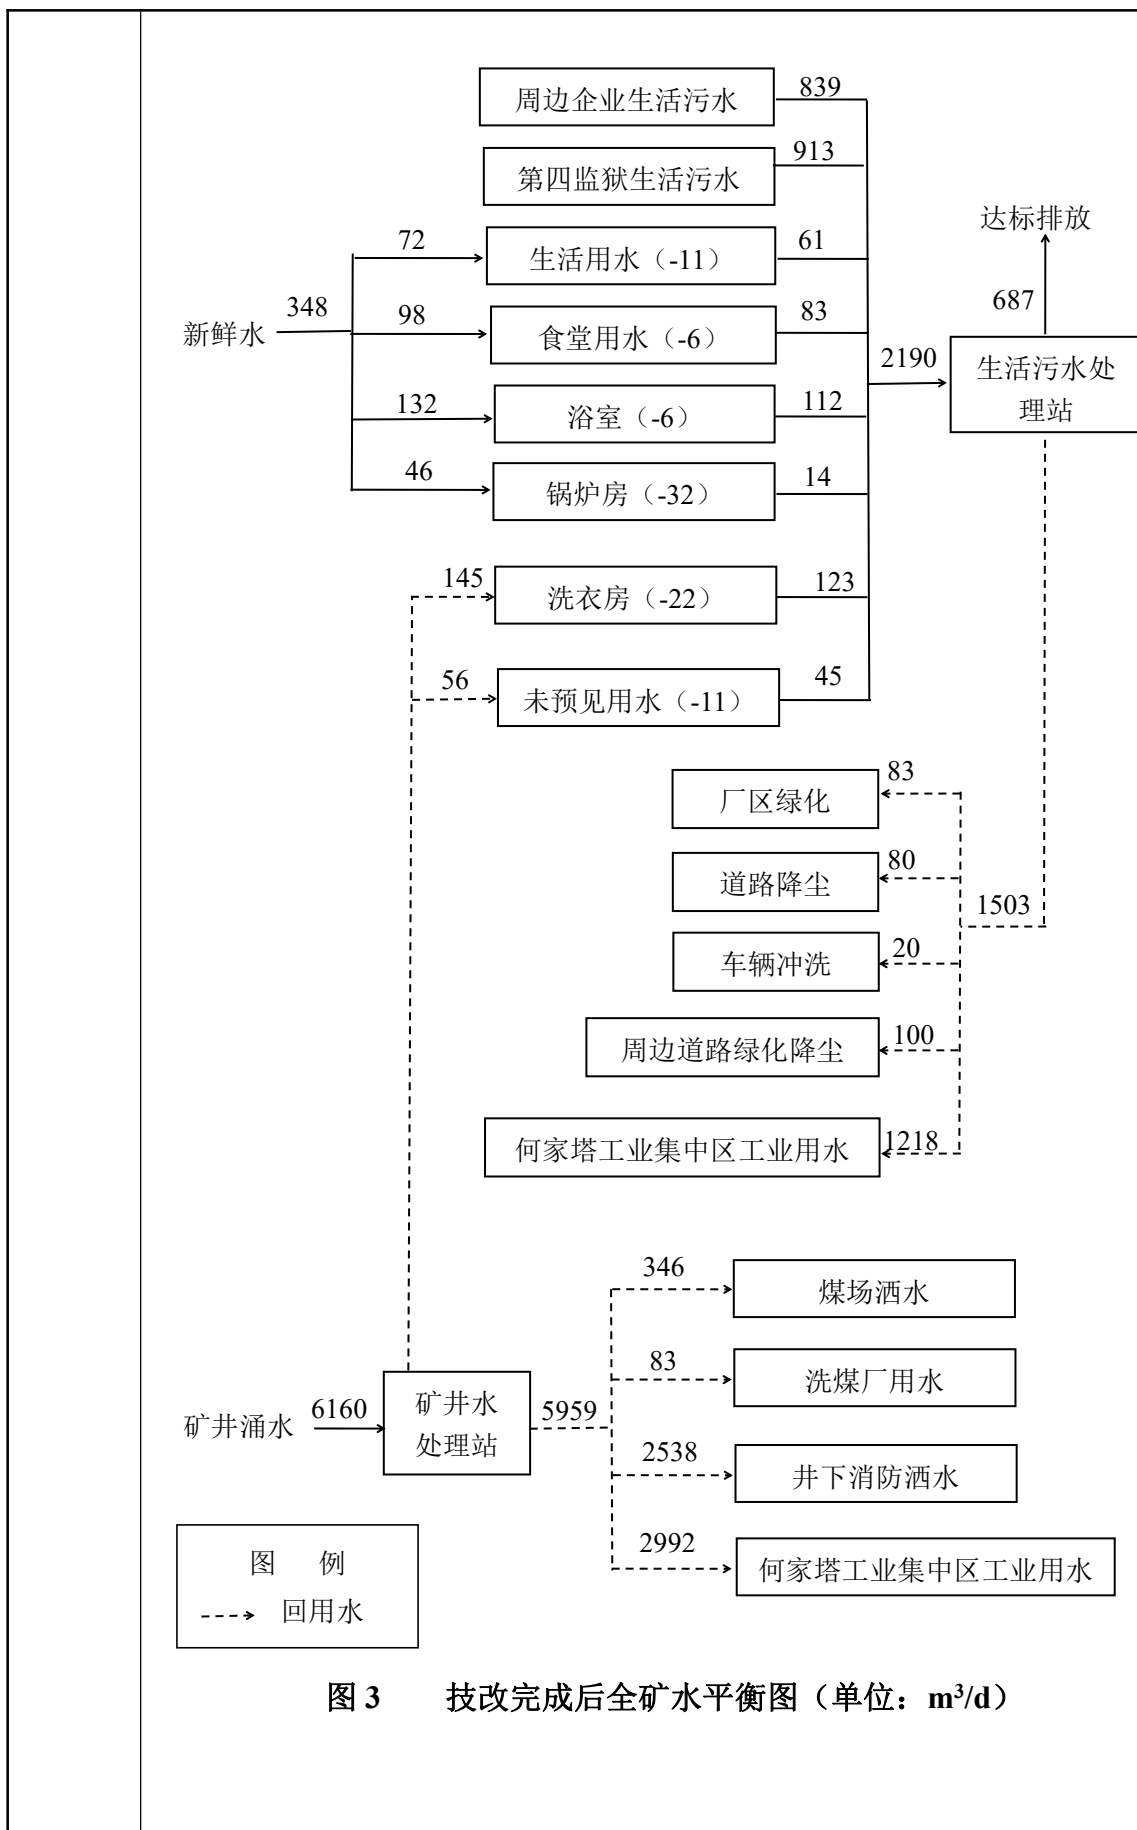 周边企业生活污水
839
第四监狱生活污水
913
达标排放
72
生活用水（-11）
61
687
新鲜水
348
98
食堂用水（-6）
83
2190
生活污水处
理站
132
浴室（-6）
112
46
锅炉房（-32）
14
145
洗衣房（-22）
123
56
未预见用水（-11）
45
厂区绿化
83
道路降尘
80
1503
车辆冲洗
20
周边道路绿化降尘
100
何家塔工业集中区工业用水
1218
346
煤场洒水
83
洗煤厂用水
矿井涌水
6160
矿井水
处理站
5959
2538
井下消防洒水
2992
何家塔工业集中区工业用水
图 例
回用水
图 3 技改完成后全矿水平衡图（单位：m³/d）